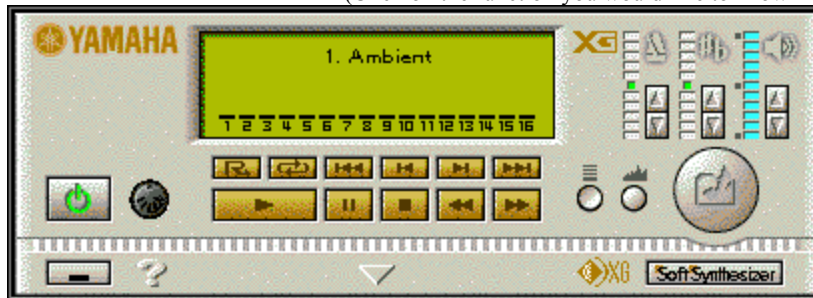 YAMAHA
1. Ambient
XG
1 2 3 4 5 6 7 8 9 10 11 12 13 14 15 16
R
?
XG
SoftSynthesizer